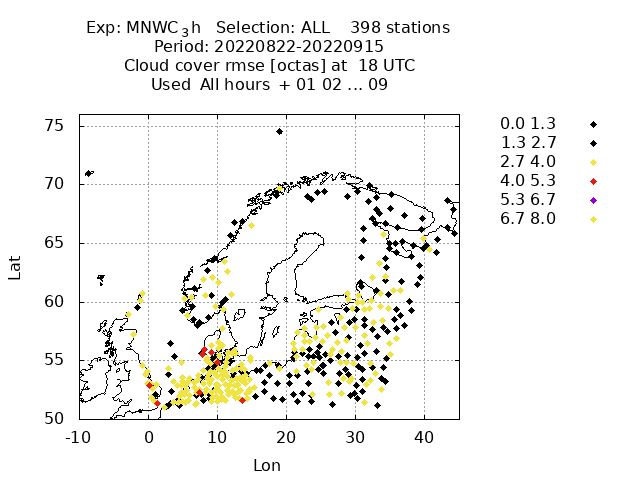 Exp: MNWC3h Selection: ALL 398 stations
Period: 20220822-20220915
Cloud cover rmse [octas] at 18 UTC
Used All hours + 01 02 ... 09
0.0 1.3
1.3 2.7
2.7 4.0
4.0 5.3
5.3 6.7
6.7 8.0
75
70
65
60
55
50
Lat
-10 0 10 20 30 40
Lon